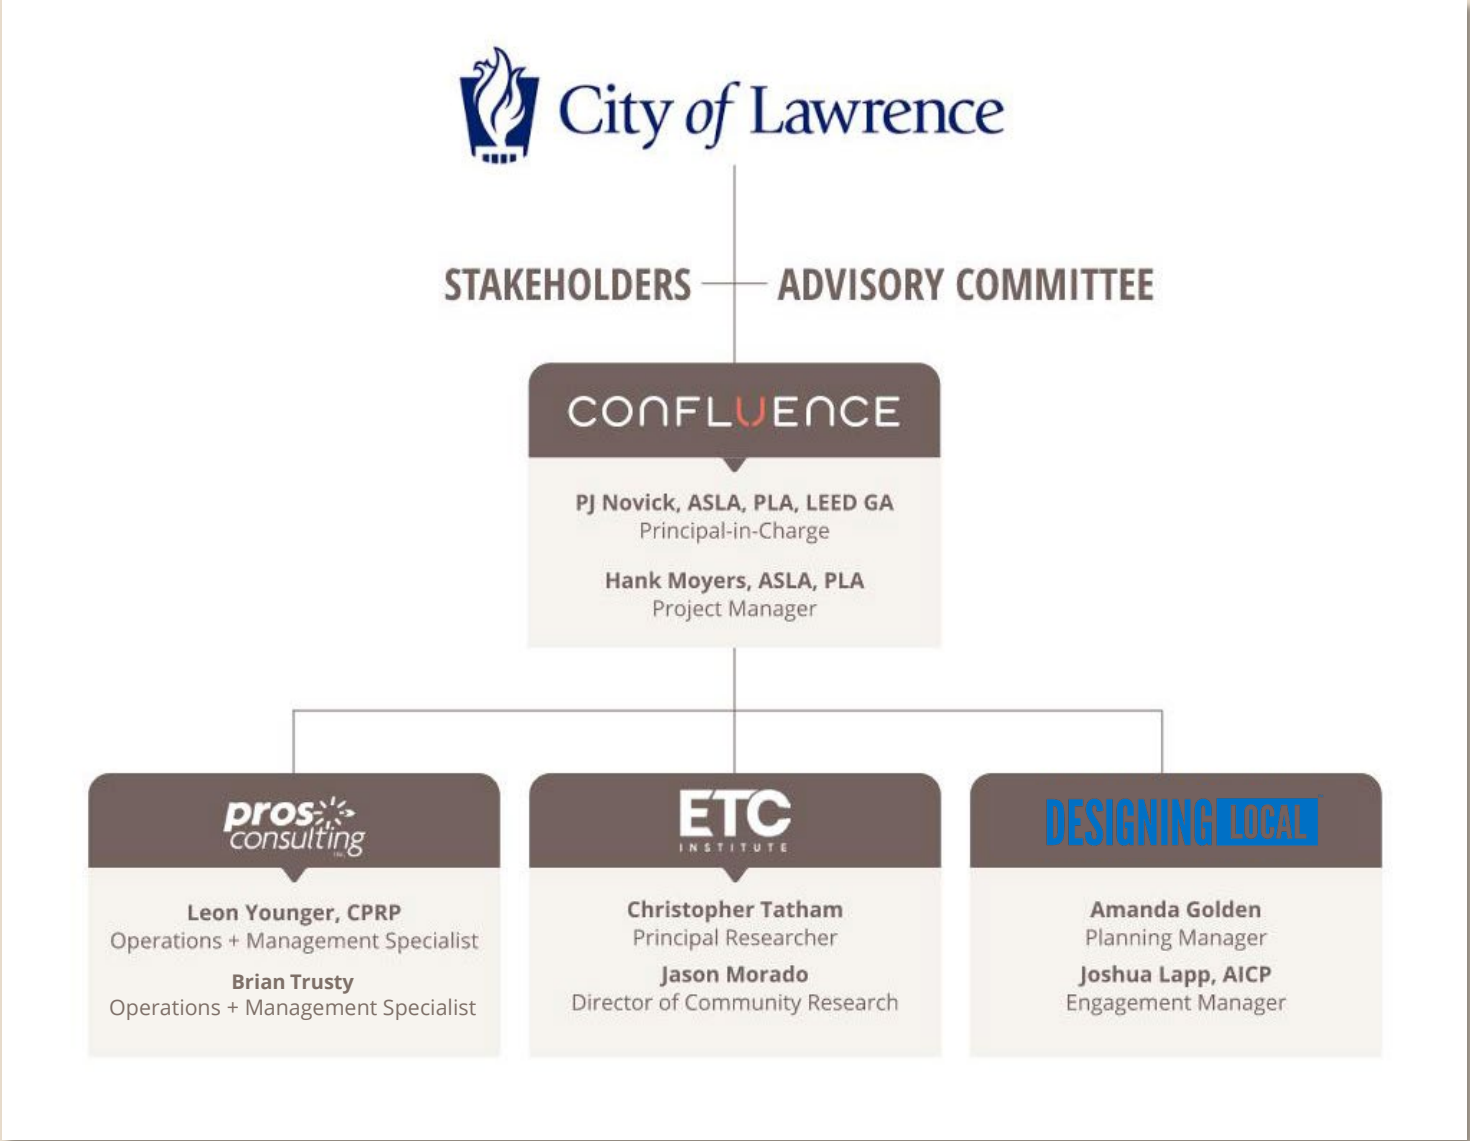 City of Lawrence
STAKEHOLDERS ADVISORY COMMITTEE
CONFLUENCE
PJ Novick, ASLA, PLA, LEED GA
Principal-in-Charge
Hank Moyers, ASLA, PLA
Project Manager
pros
consulting
INC.
Leon Younger, CPRP
Operations + Management Specialist
Brian Trusty
Operations + Management Specialist
ETC
INSTITUTE
Christopher Tatham
Principal Researcher
Jason Morado
Director of Community Research
DESIGNING LOCAL
Amanda Golden
Planning Manager
Joshua Lapp, AICP
Engagement Manager